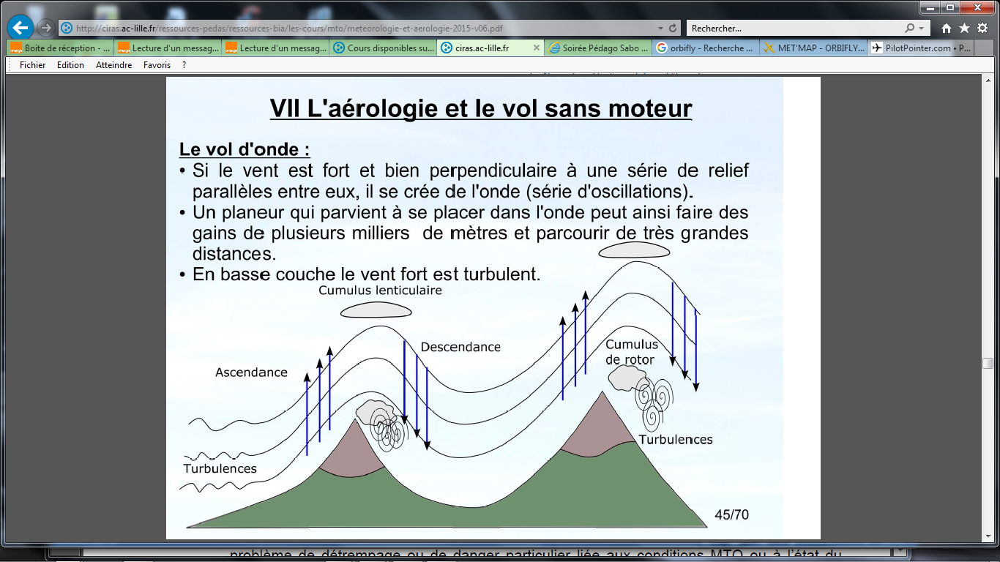 http://ciras.ac-lille.fr/ressources-pedas/ressources-bia/les-cours/mto/meteorologie-et-aerologie-2015-v06.pdf
Rechercher...
Boite de réception - ...
Lecture d'un messag...
Lecture d'un messag...
Cours disponibles su...
ciras.ac-lille.fr
Soirée Pédago Sabo ...
orbifly - Recherche ...
MET'MAP - ORBIFLY...
PilotPointer.com • P...
Fichier Edition Atteindre Favoris ?
VII L'aérologie et le vol sans moteur
Le vol d'onde :
• Si le vent est fort et bien perpendiculaire à une série de relief
parallèles entre eux, il se crée de l'onde (série d'oscillations).
• Un planeur qui parvient à se placer dans l'onde peut ainsi faire des
gains de plusieurs milliers de mètres et parcourir de très grandes
distances.
• En basse couche le vent fort est turbulent.
Cumulus lenticulaire
Descendance
Cumulus
de rotor
Ascendance
Turbulences
Turbulences
45/70
problème de détrempage ou de danger particulier liée aux conditions MTO ou à l'état du